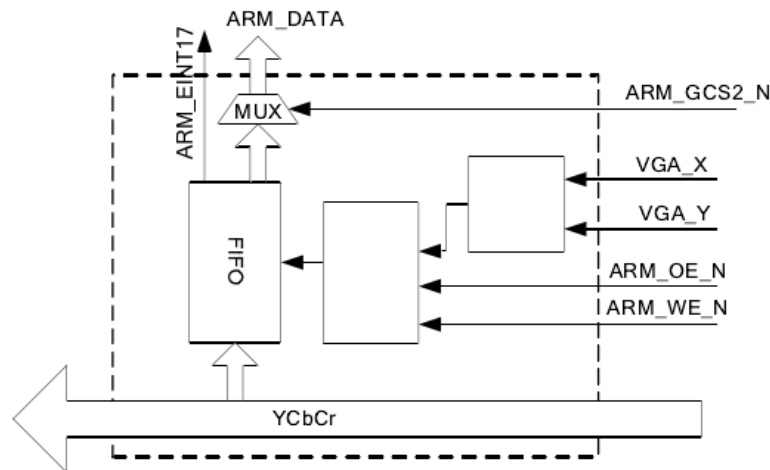 ARM_DATA
ARM_EINT17
MUX
ARM_GCS2_N
VGA_X
VGA_Y
FIFO
ARM_OE_N
ARM_WE_N
YCbCr